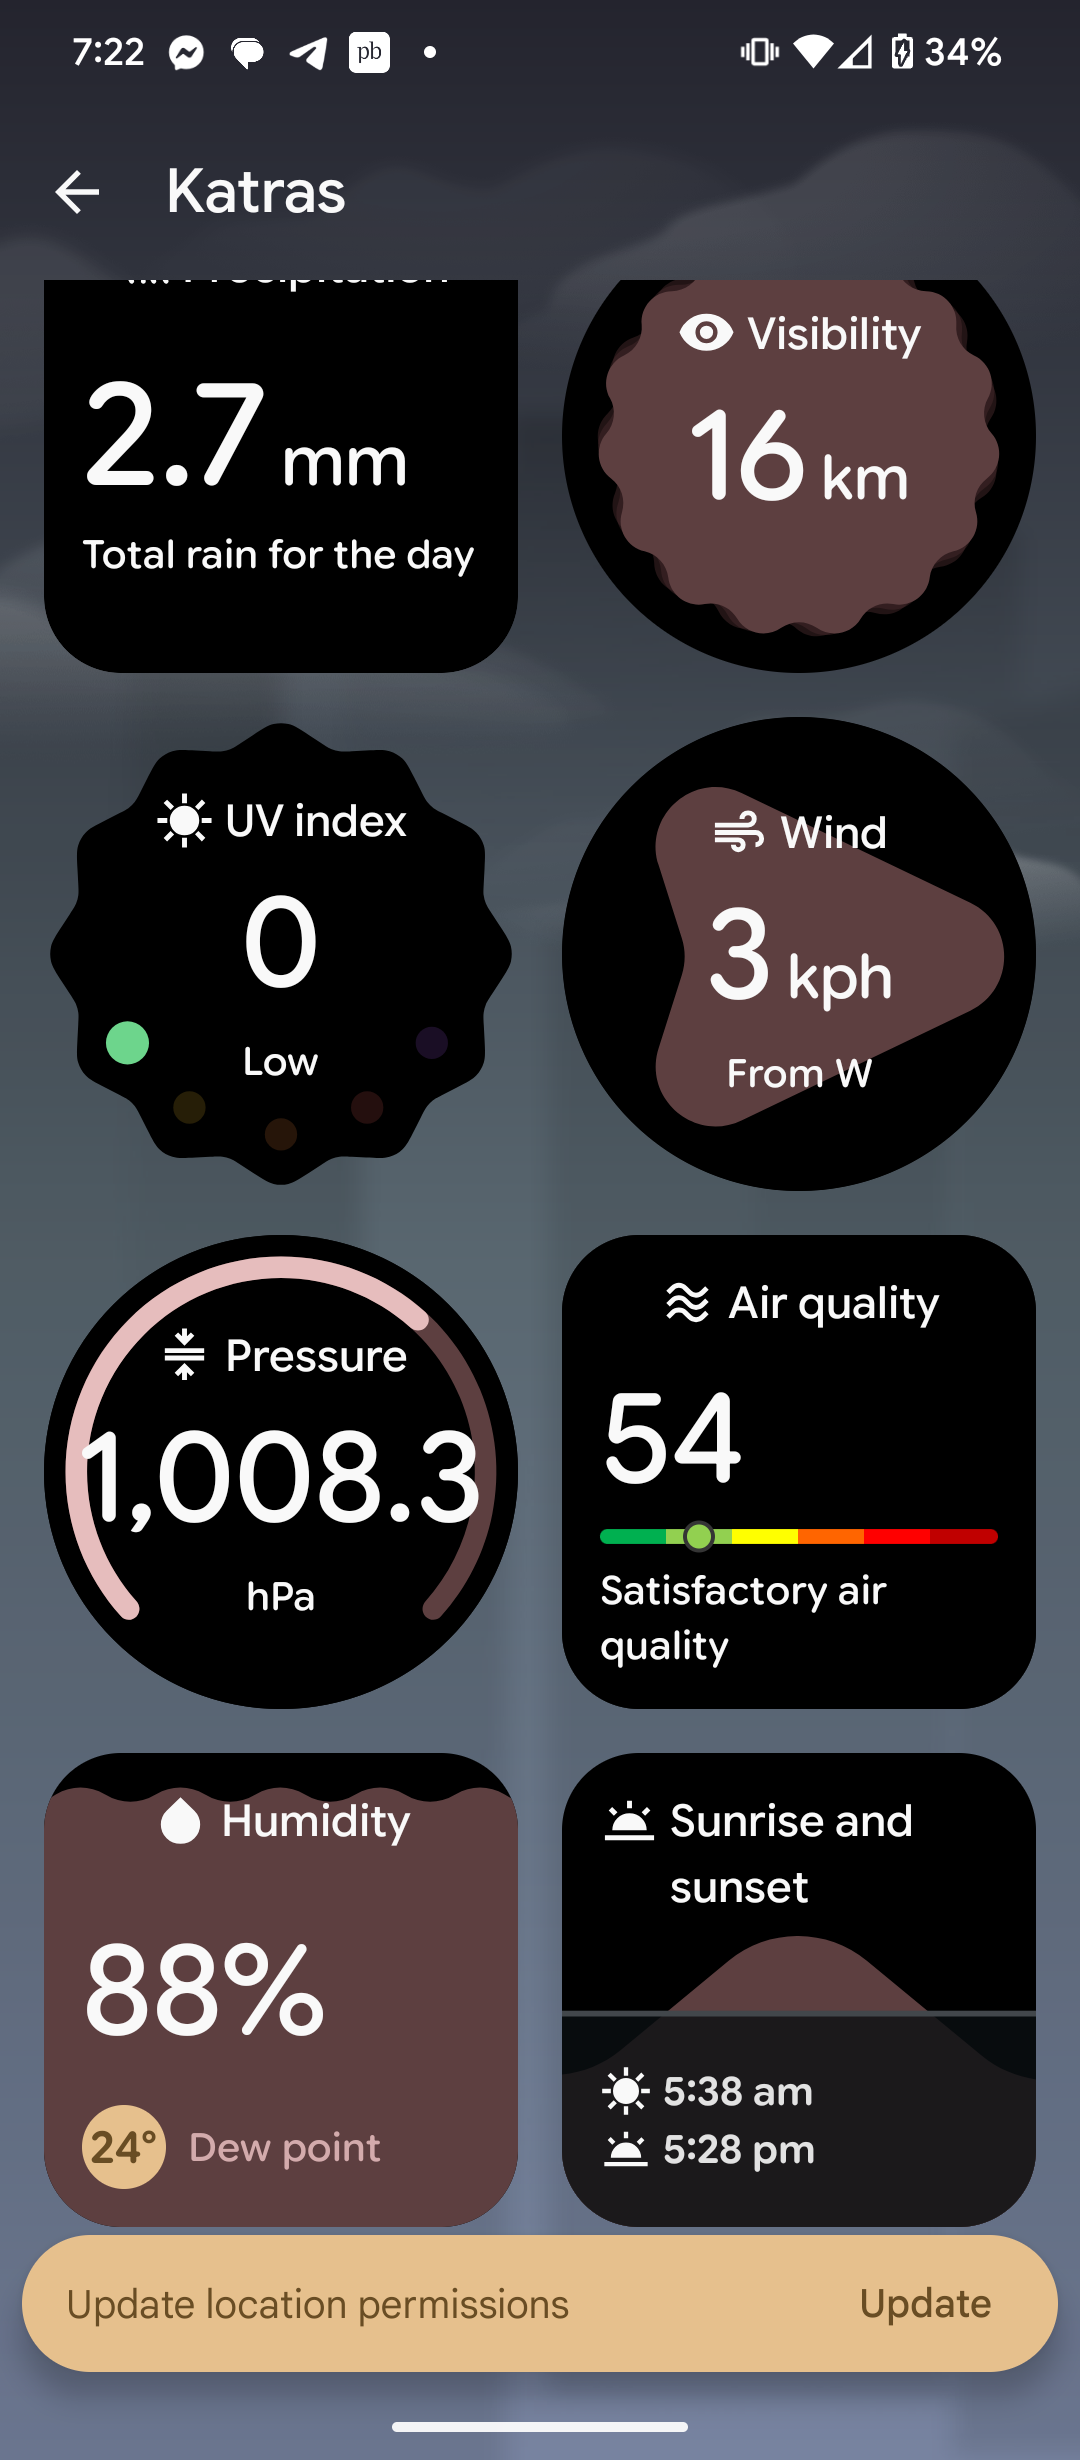 7:22 pb 34%
Katras
Precipitation
Visibility
2.7 mm
16 km
Total rain for the day
UV index
0
Low
Wind
3 kph
From W
Pressure
1,008.3
hPa
Air quality
54
Satisfactory air
quality
Humidity
88%
24° Dew point
Sunrise and
sunset
5:38 am
5:28 pm
Update location permissions Update